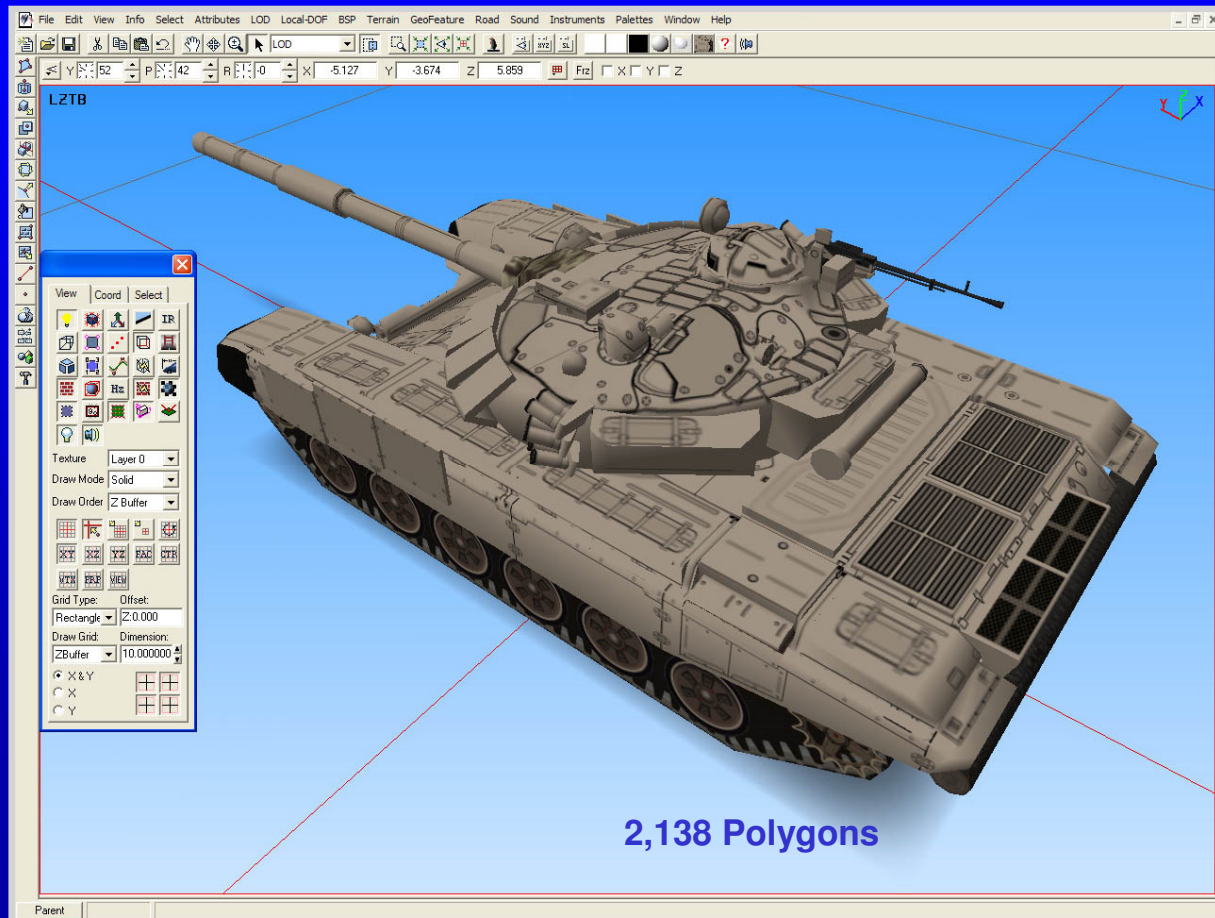 File Edit View Info Select Attributes LOD Local-DOF BSP Terrain GeoFeature Road Sound Instruments Palettes Window Help
LOD XYZ SL
Y 52 P 42 R -0 X -5.127 Y -3.674 Z 5.859 Frz X Y Z
LZTB
Z
Y X
View Coord Select
IR
Hz
Texture Layer 0
Draw Mode Solid
Draw Order Z Buffer
XY XZ YZ FAC CTR
VTX PRP VIEW
Grid Type: Offset:
Rectangle Z:0.000
Draw Grid: Dimension:
ZBuffer 10.000000
X & Y
X
Y
2,138 Polygons
Parent